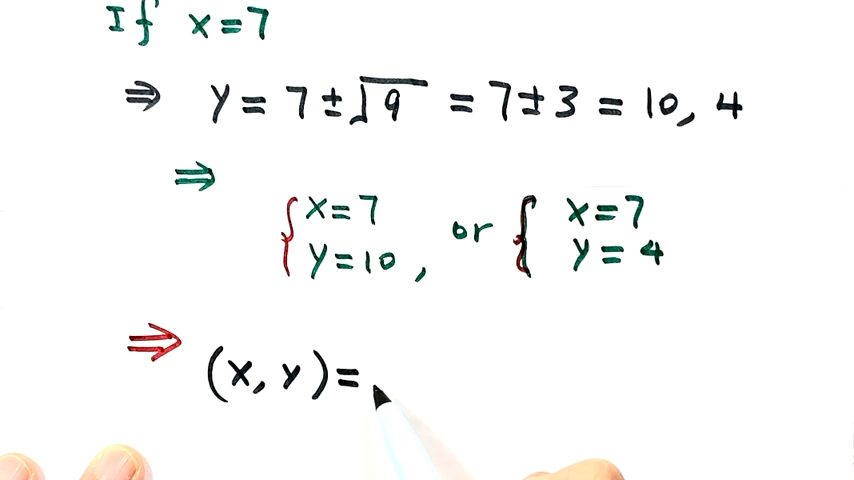 If x=7
⇒ y = 7±√9 = 7±3 = 10, 4
⇒
{ x=7 y=10 , or { x=7 y=4
⇒ (x, y)=